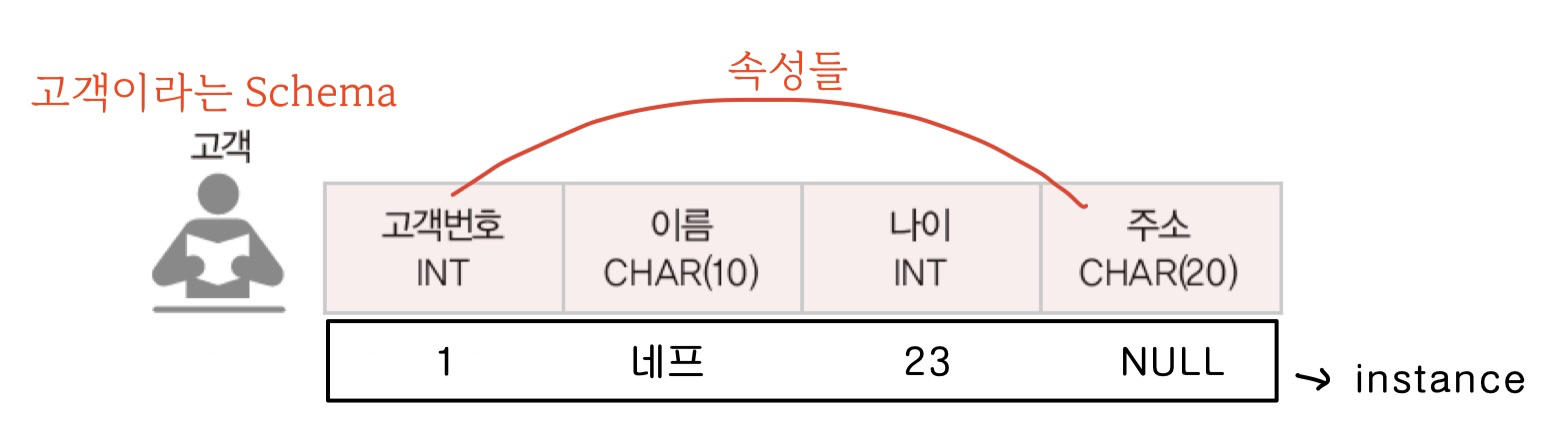 속성들
고객이라는 Schema
고객
고객번호 이름 나이 주소
INT CHAR(10) INT CHAR(20)
1 네프 23 NULL
→ instance